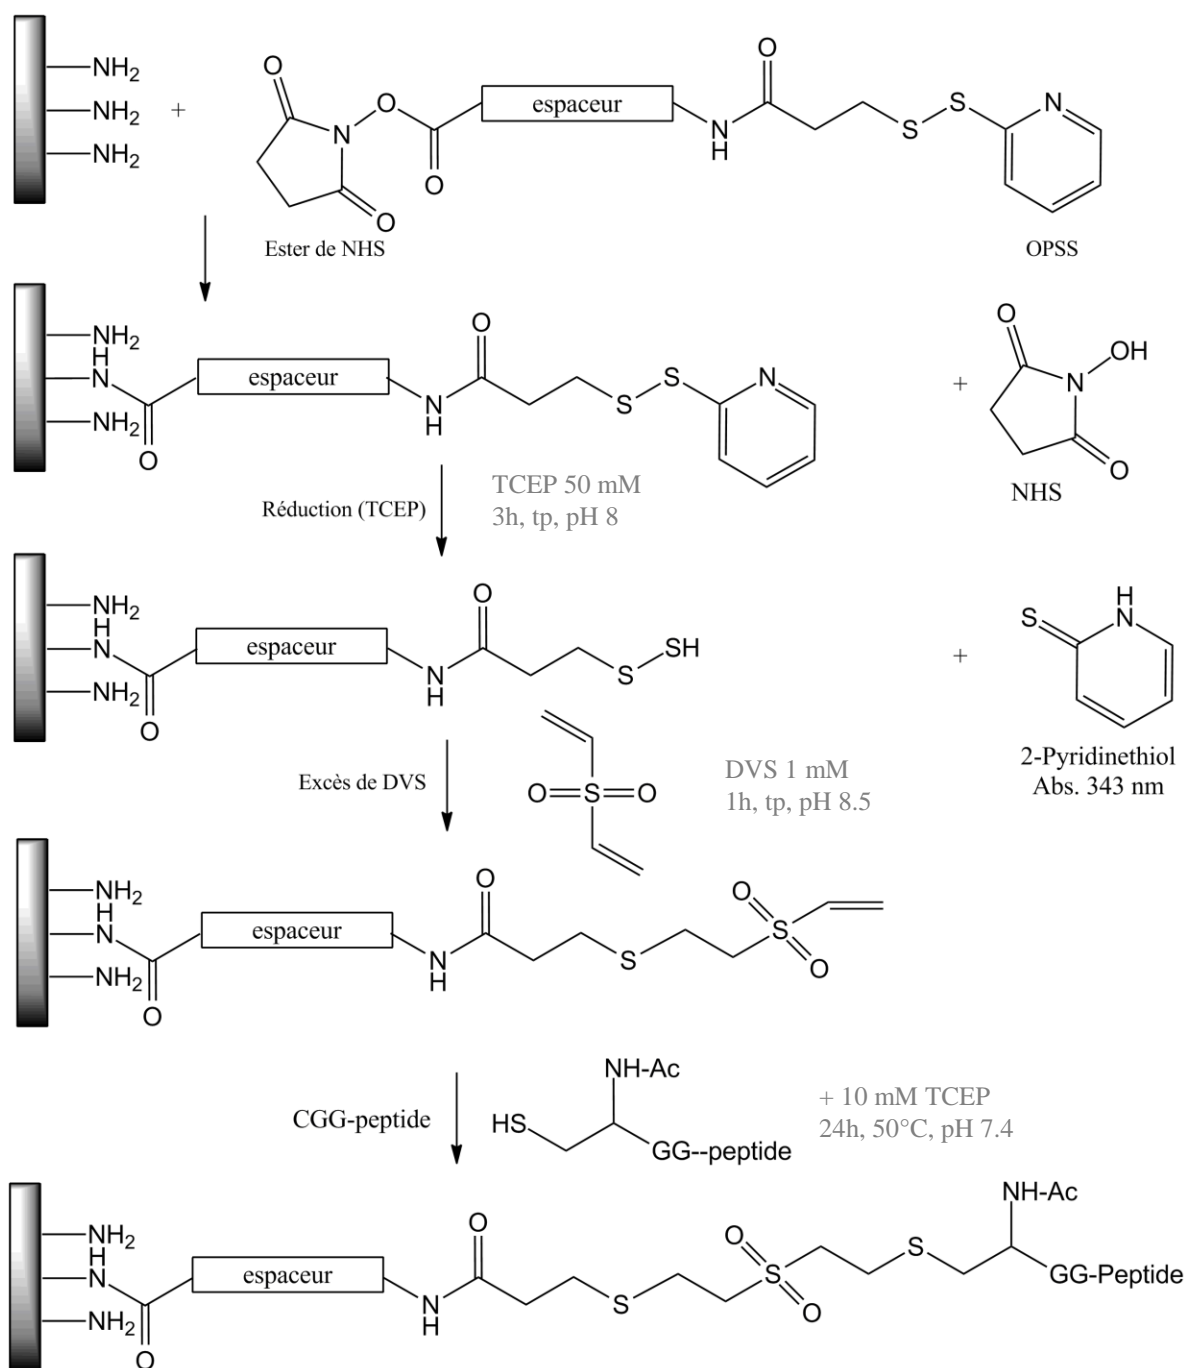 NH2
NH2
NH2
+
O
N
O
O
O
espaceur
N
H
O
S
S
N
Ester de NHS
OPSS
NH2
H
N
NH2
O
espaceur
N
H
O
S
S
N
+
O
N
OH
O
NHS
Réduction (TCEP)
TCEP 50 mM
3h, tp, pH 8
NH2
H
N
NH2
O
espaceur
N
H
O
S
SH
+
S
H
N
2-Pyridinethiol
Abs. 343 nm
Excès de DVS
O=S=O
DVS 1 mM
1h, tp, pH 8.5
NH2
H
N
NH2
O
espaceur
N
H
O
S
O
S
O
CGG-peptide
NH-Ac
HS
GG--peptide
+ 10 mM TCEP
24h, 50°C, pH 7.4
NH2
H
N
NH2
O
espaceur
N
H
O
S
O
S
O
S
NH-Ac
GG-Peptide